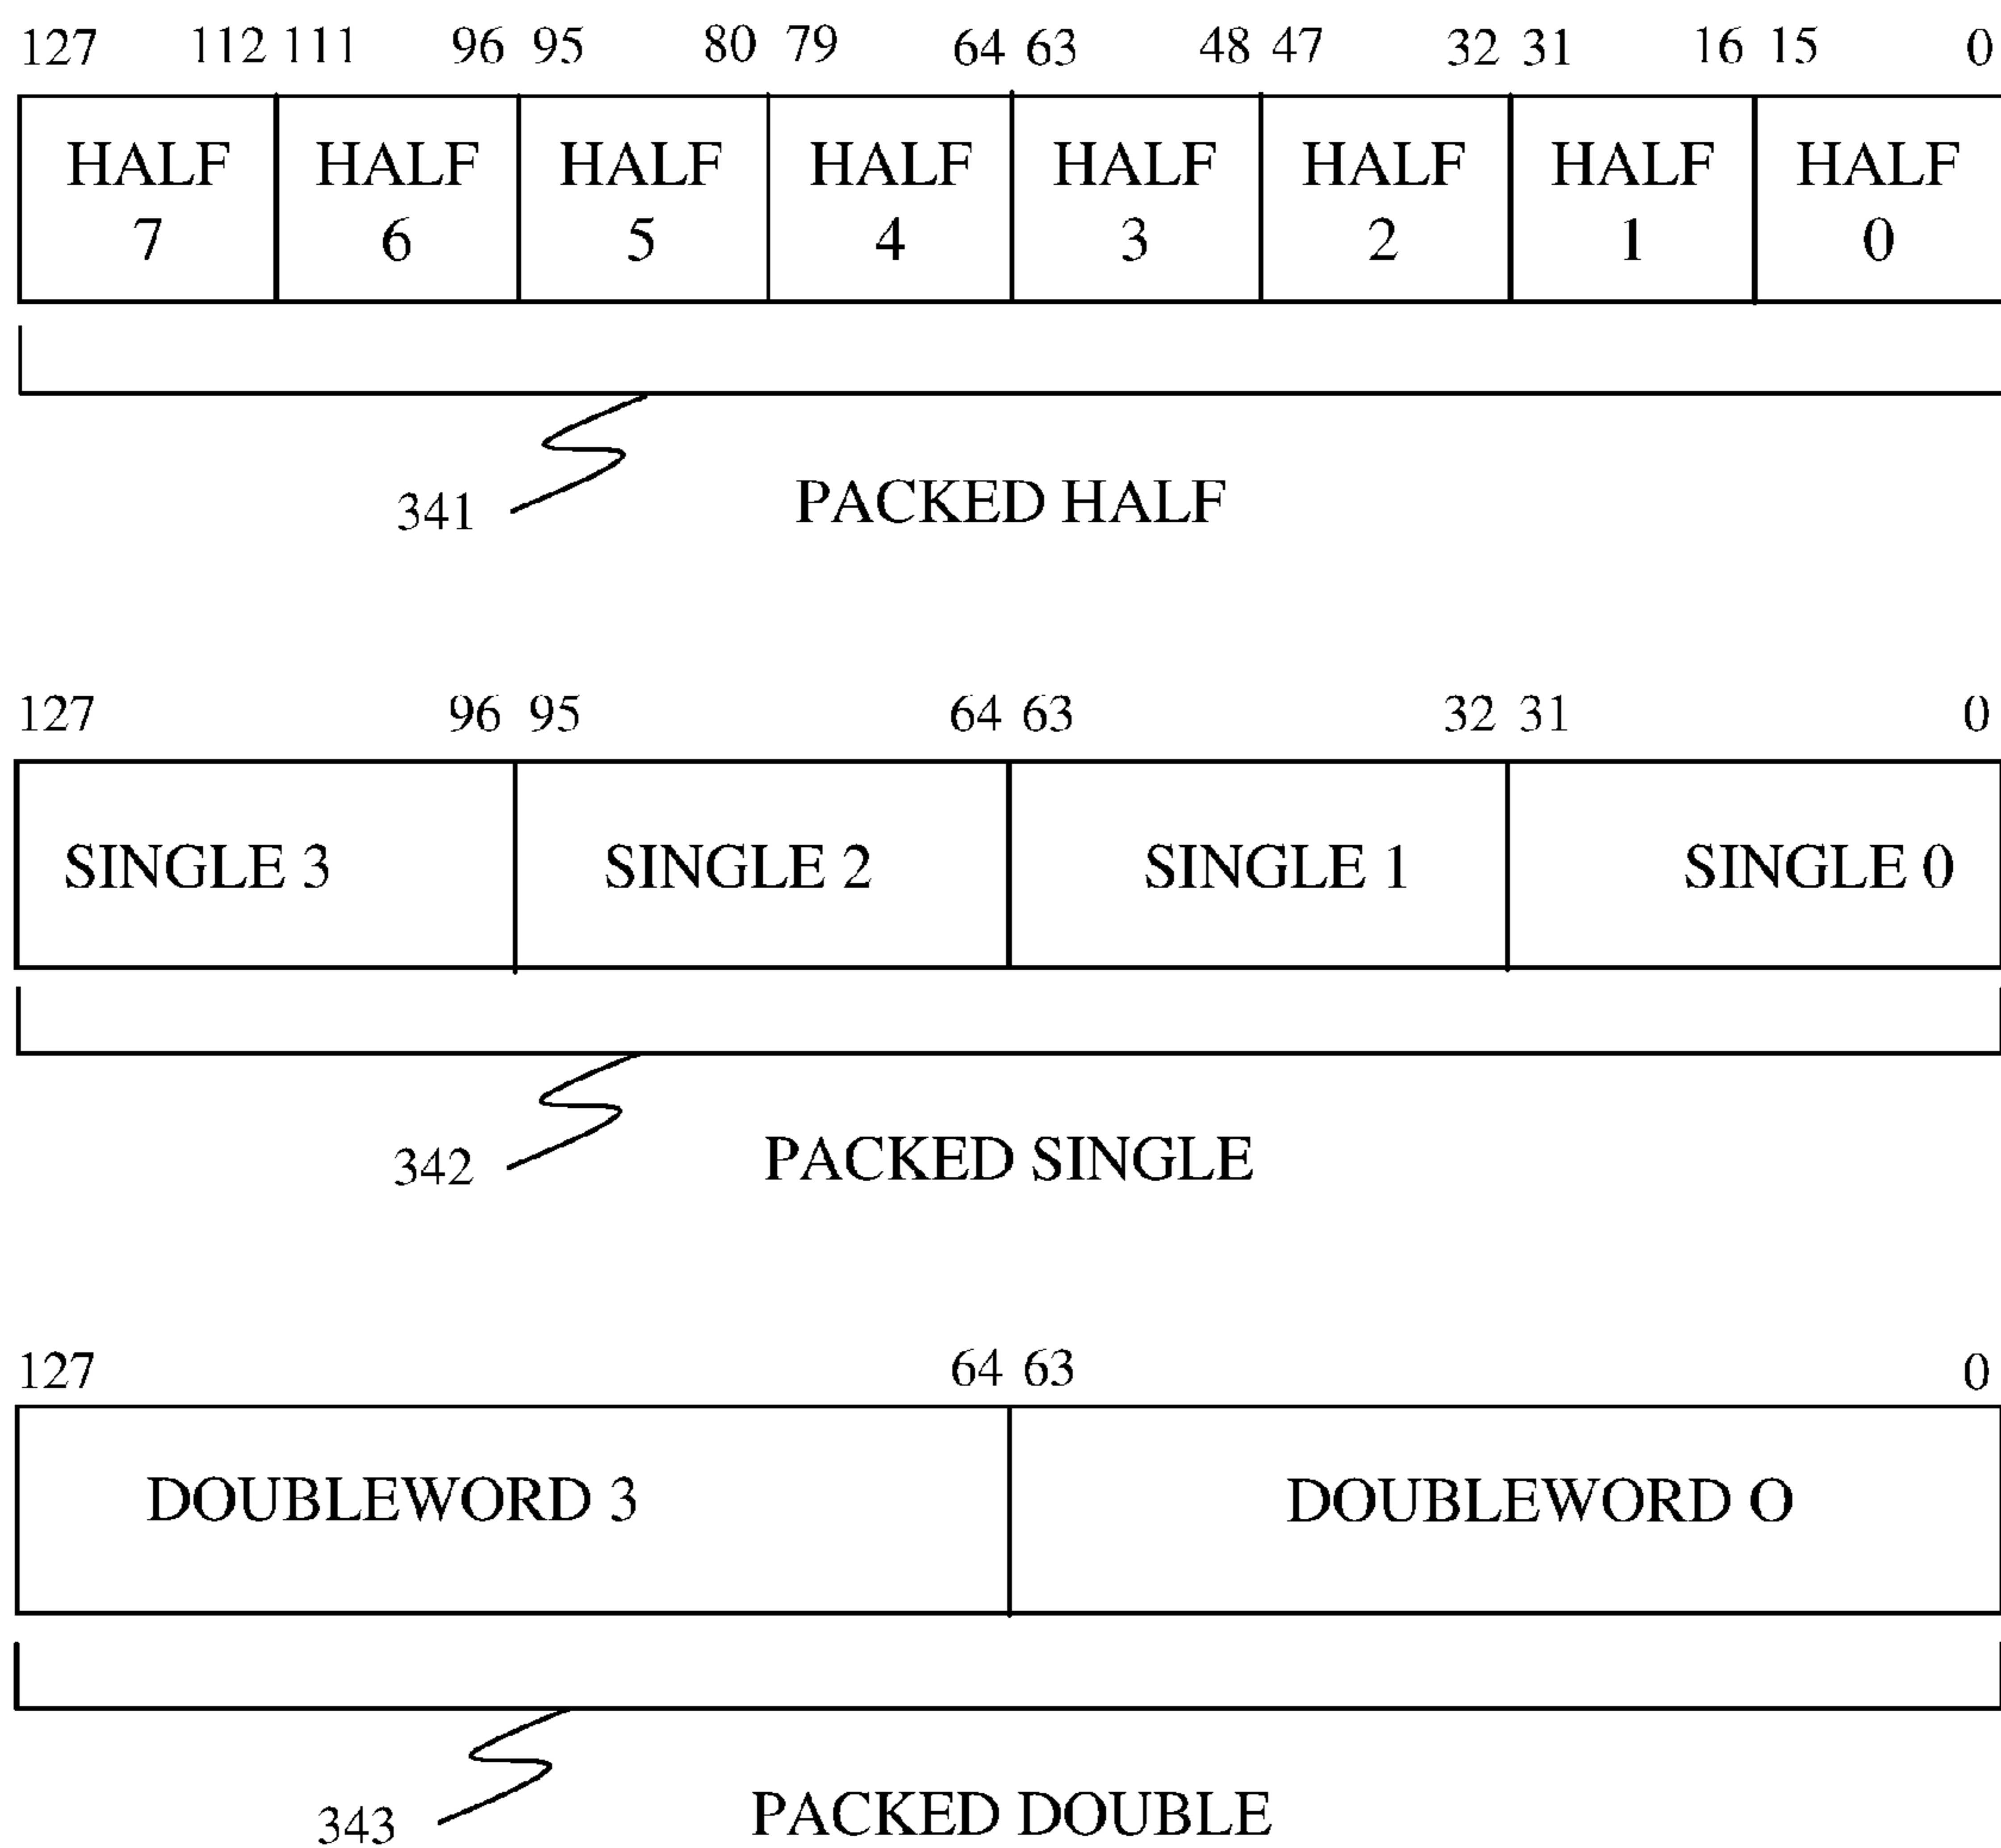 127 112 111 96 95 80 79 64 63 48 47 32 31 16 15 0
HALF 7 HALF 6 HALF 5 HALF 4 HALF 3 HALF 2 HALF 1 HALF 0
341 PACKED HALF
127 96 95 64 63 32 31 0
SINGLE 3 SINGLE 2 SINGLE 1 SINGLE 0
342 PACKED SINGLE
127 64 63 0
DOUBLEWORD 3 DOUBLEWORD O
343 PACKED DOUBLE